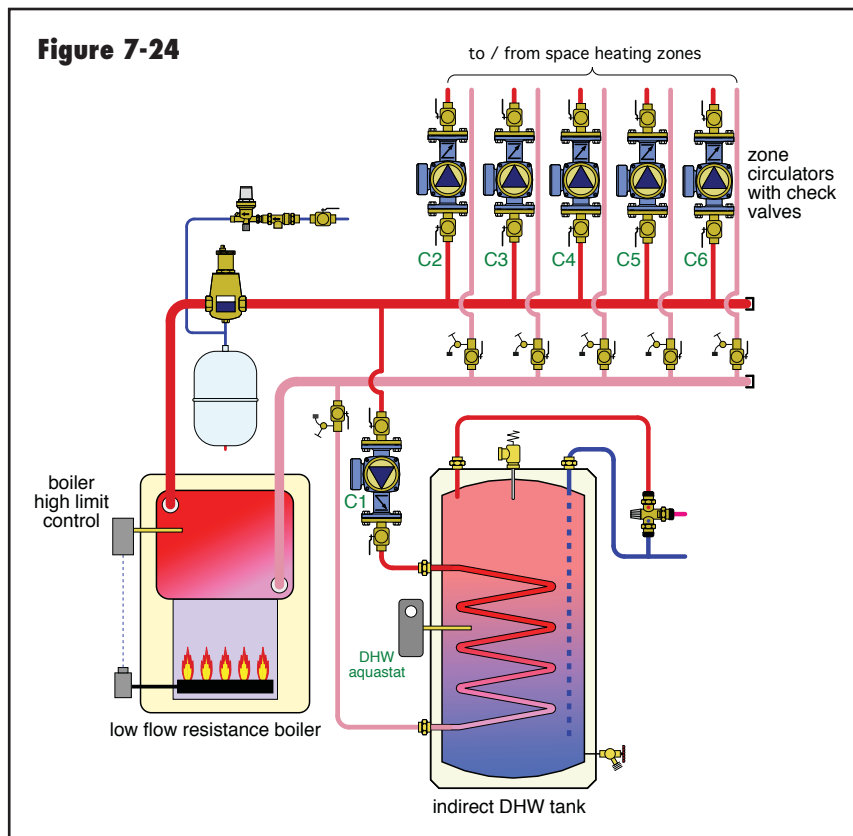 Figure 7-24
to / from space heating zones
zone
circulators
with check
valves
C2
C3
C4
C5
C6
boiler
high limit
control
C1
DHW
aquastat
low flow resistance boiler
indirect DHW tank